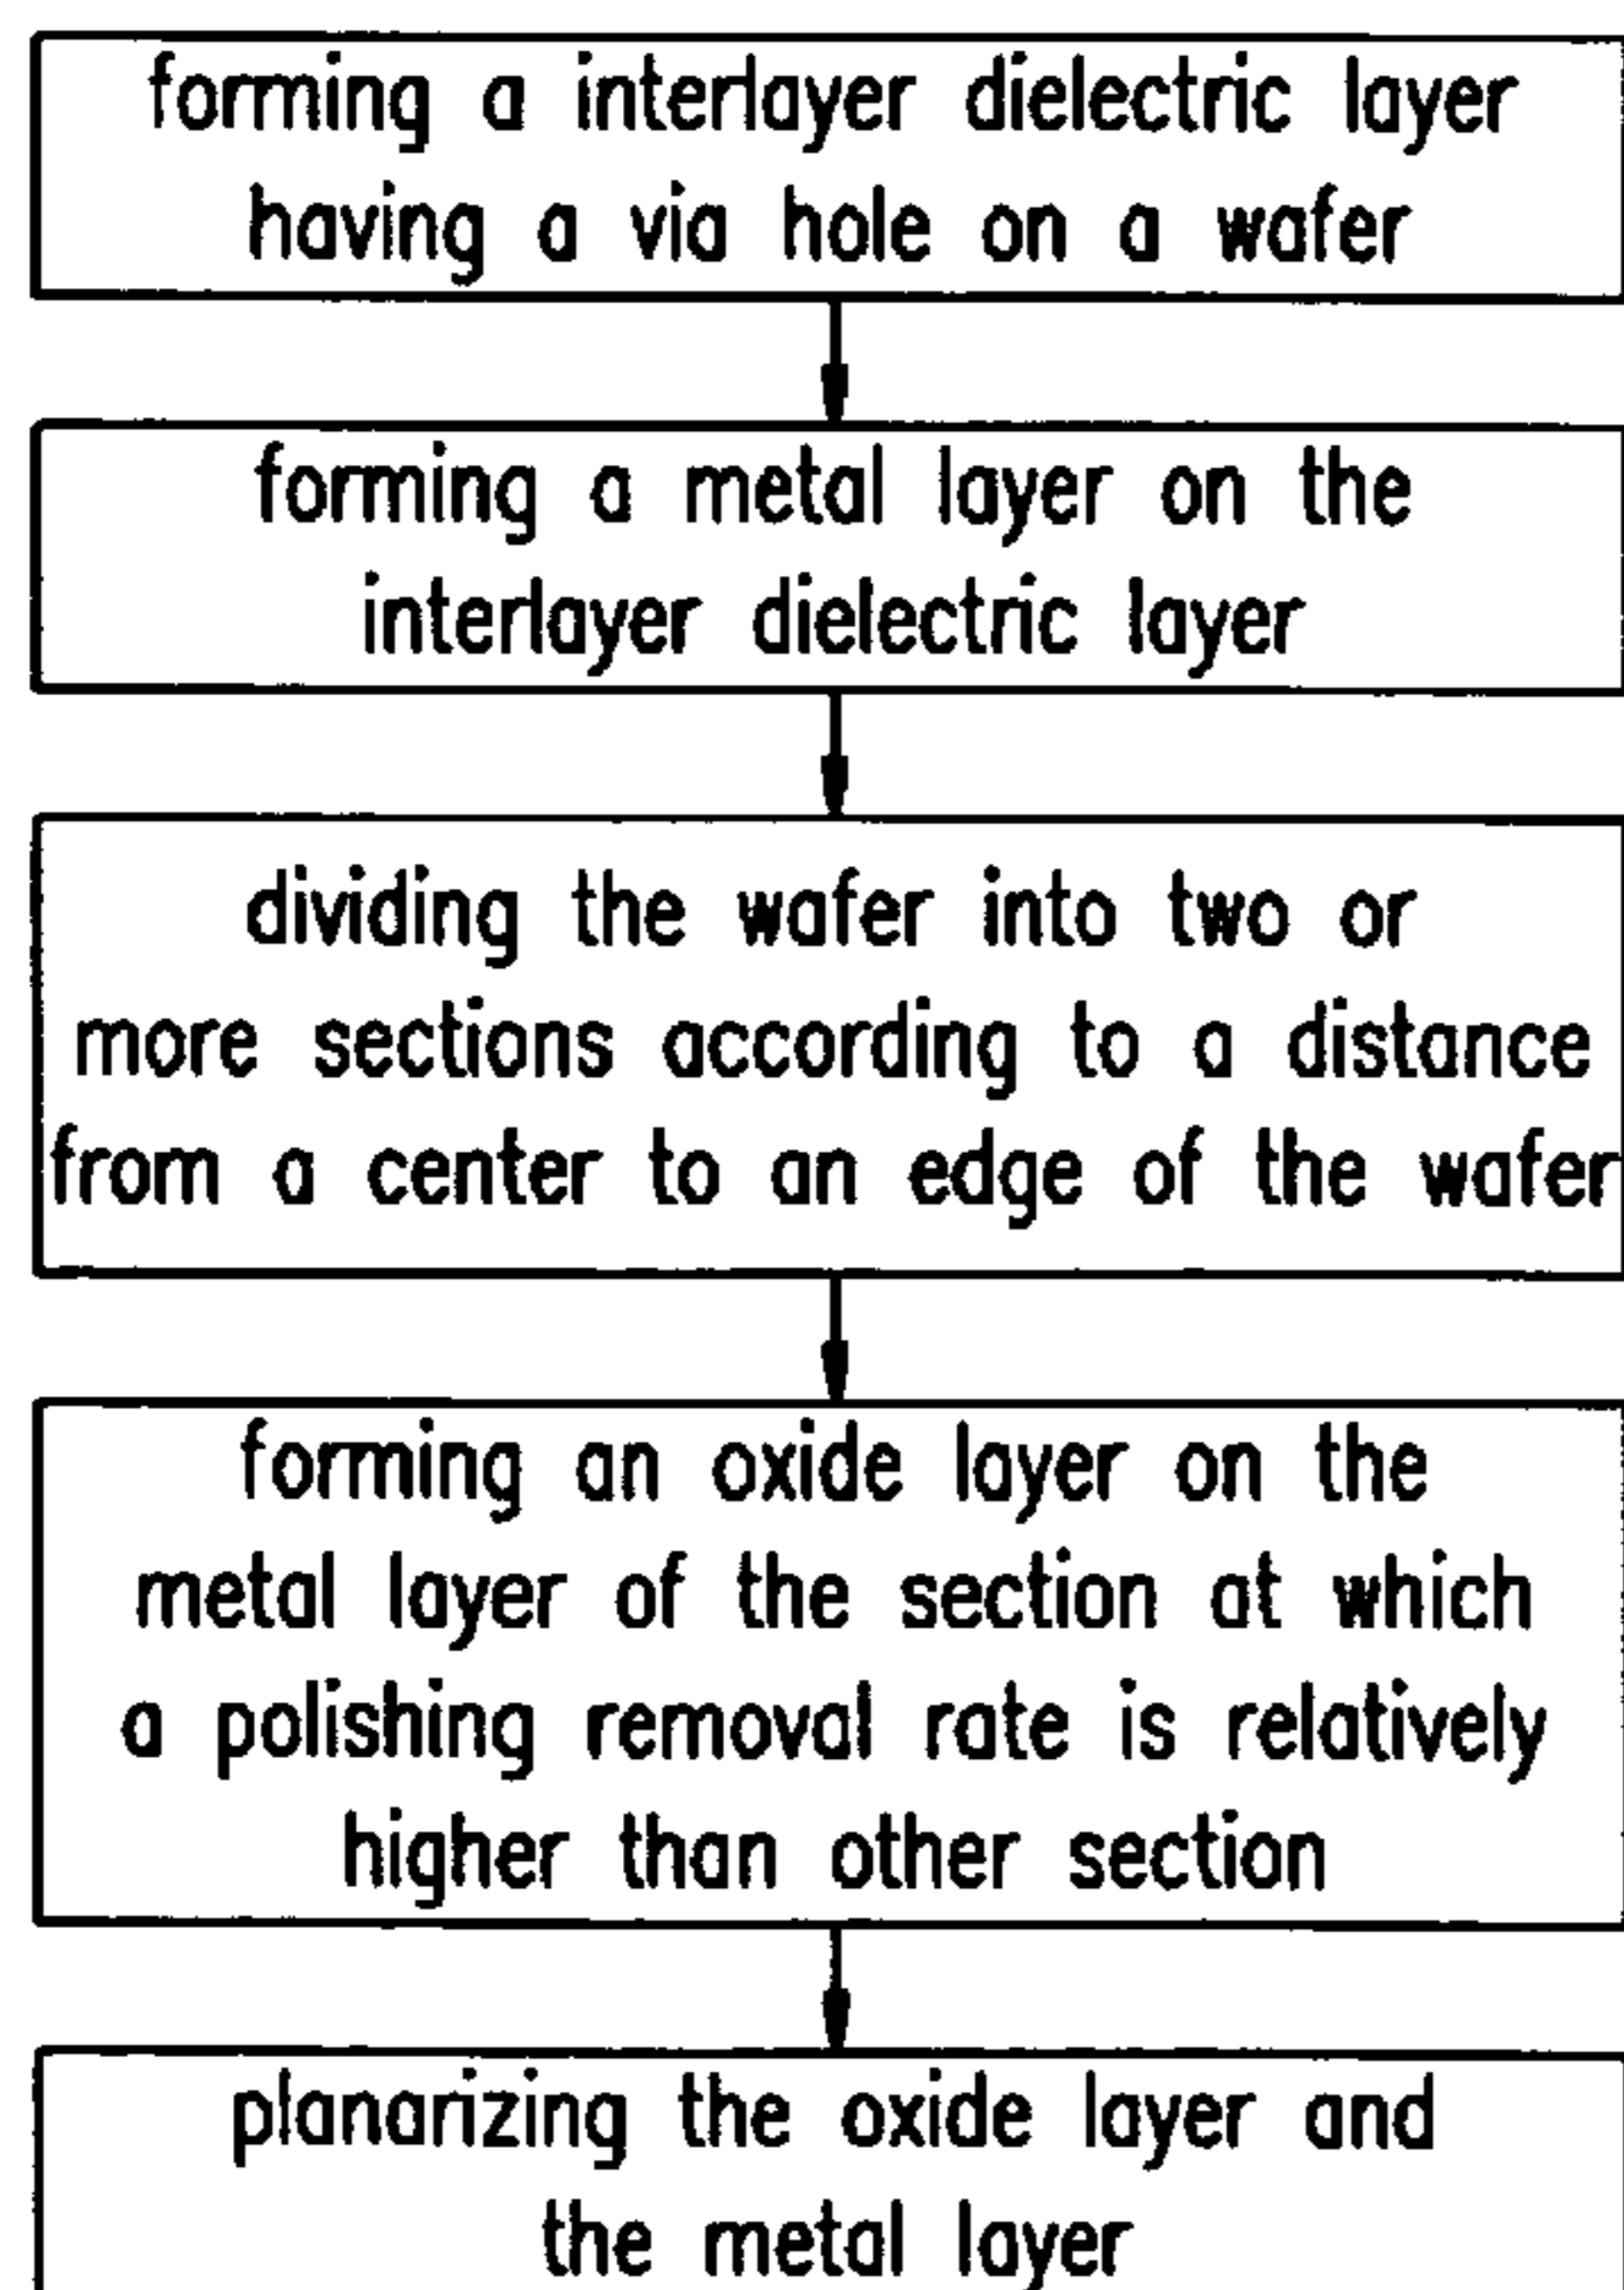 forming a interlayer dielectric layer
having a via hole on a wafer
forming a metal layer on the
interlayer dielectric layer
dividing the wafer into two or
more sections according to a distance
from a center to an edge of the wafer
forming an oxide layer on the
metal layer of the section at which
a polishing removal rate is relatively
higher than other section
planarizing the oxide layer and
the metal layer